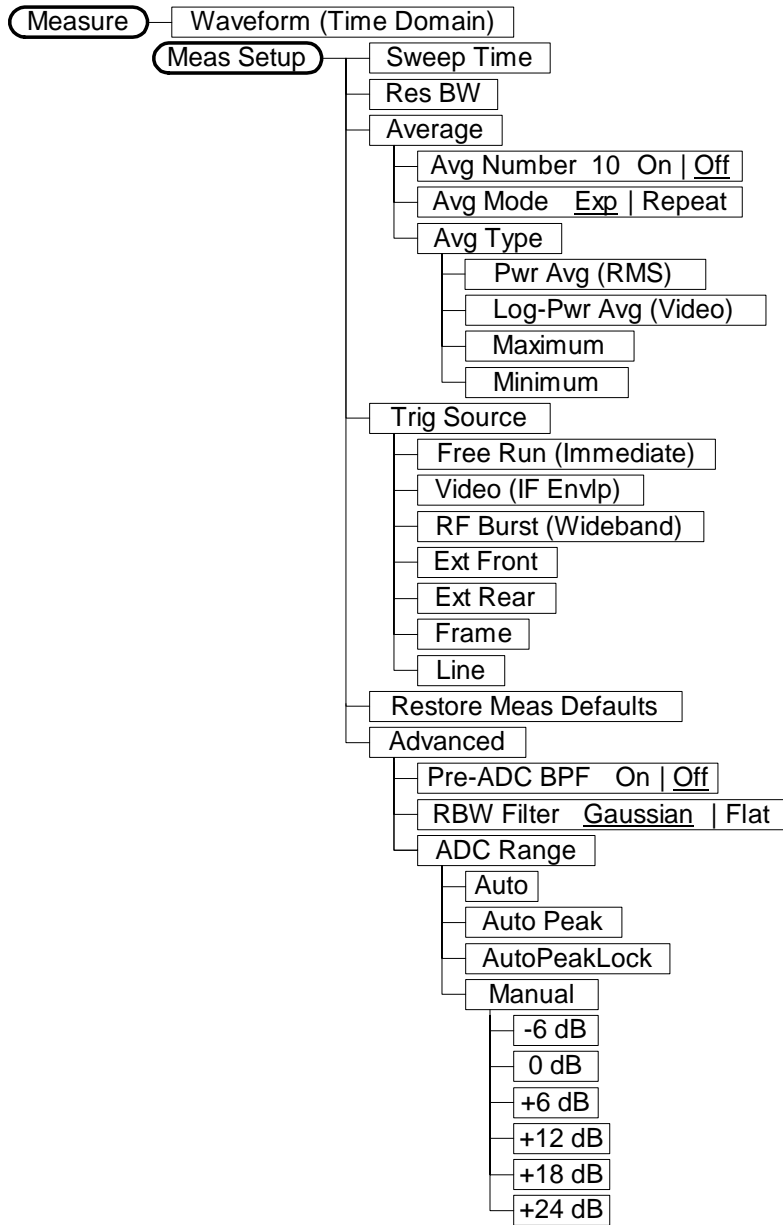 Measure
Waveform (Time Domain)
Meas Setup
Sweep Time
Res BW
Average
Avg Number 10 On | Off
Avg Mode Exp | Repeat
Avg Type
Pwr Avg (RMS)
Log-Pwr Avg (Video)
Maximum
Minimum
Trig Source
Free Run (Immediate)
Video (IF Envlp)
RF Burst (Wideband)
Ext Front
Ext Rear
Frame
Line
Restore Meas Defaults
Advanced
Pre-ADC BPF On | Off
RBW Filter Gaussian | Flat
ADC Range
Auto
Auto Peak
AutoPeakLock
Manual
-6 dB
0 dB
+6 dB
+12 dB
+18 dB
+24 dB